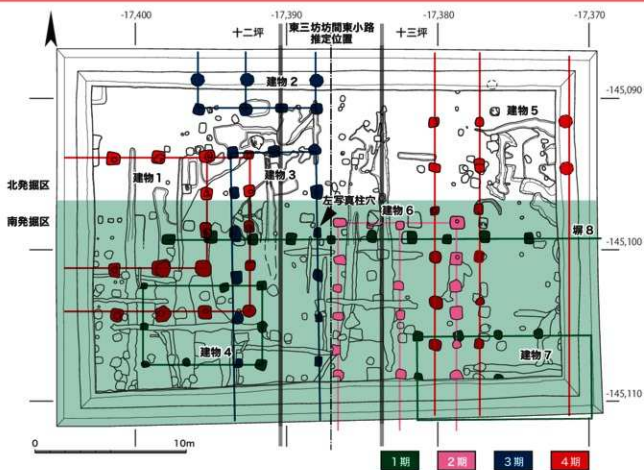 -17,400
-17,390
-17,380
-17,370
東三坊坊間東小路
推定位置
十二坪
十三坪
建物2
-145,090
建物5
建物1
建物3
北発掘区
左写真柱穴
建物6
南発掘区
塀8
-145,100
建物4
建物7
-145,110
0
10m
1期
2期
3期
4期